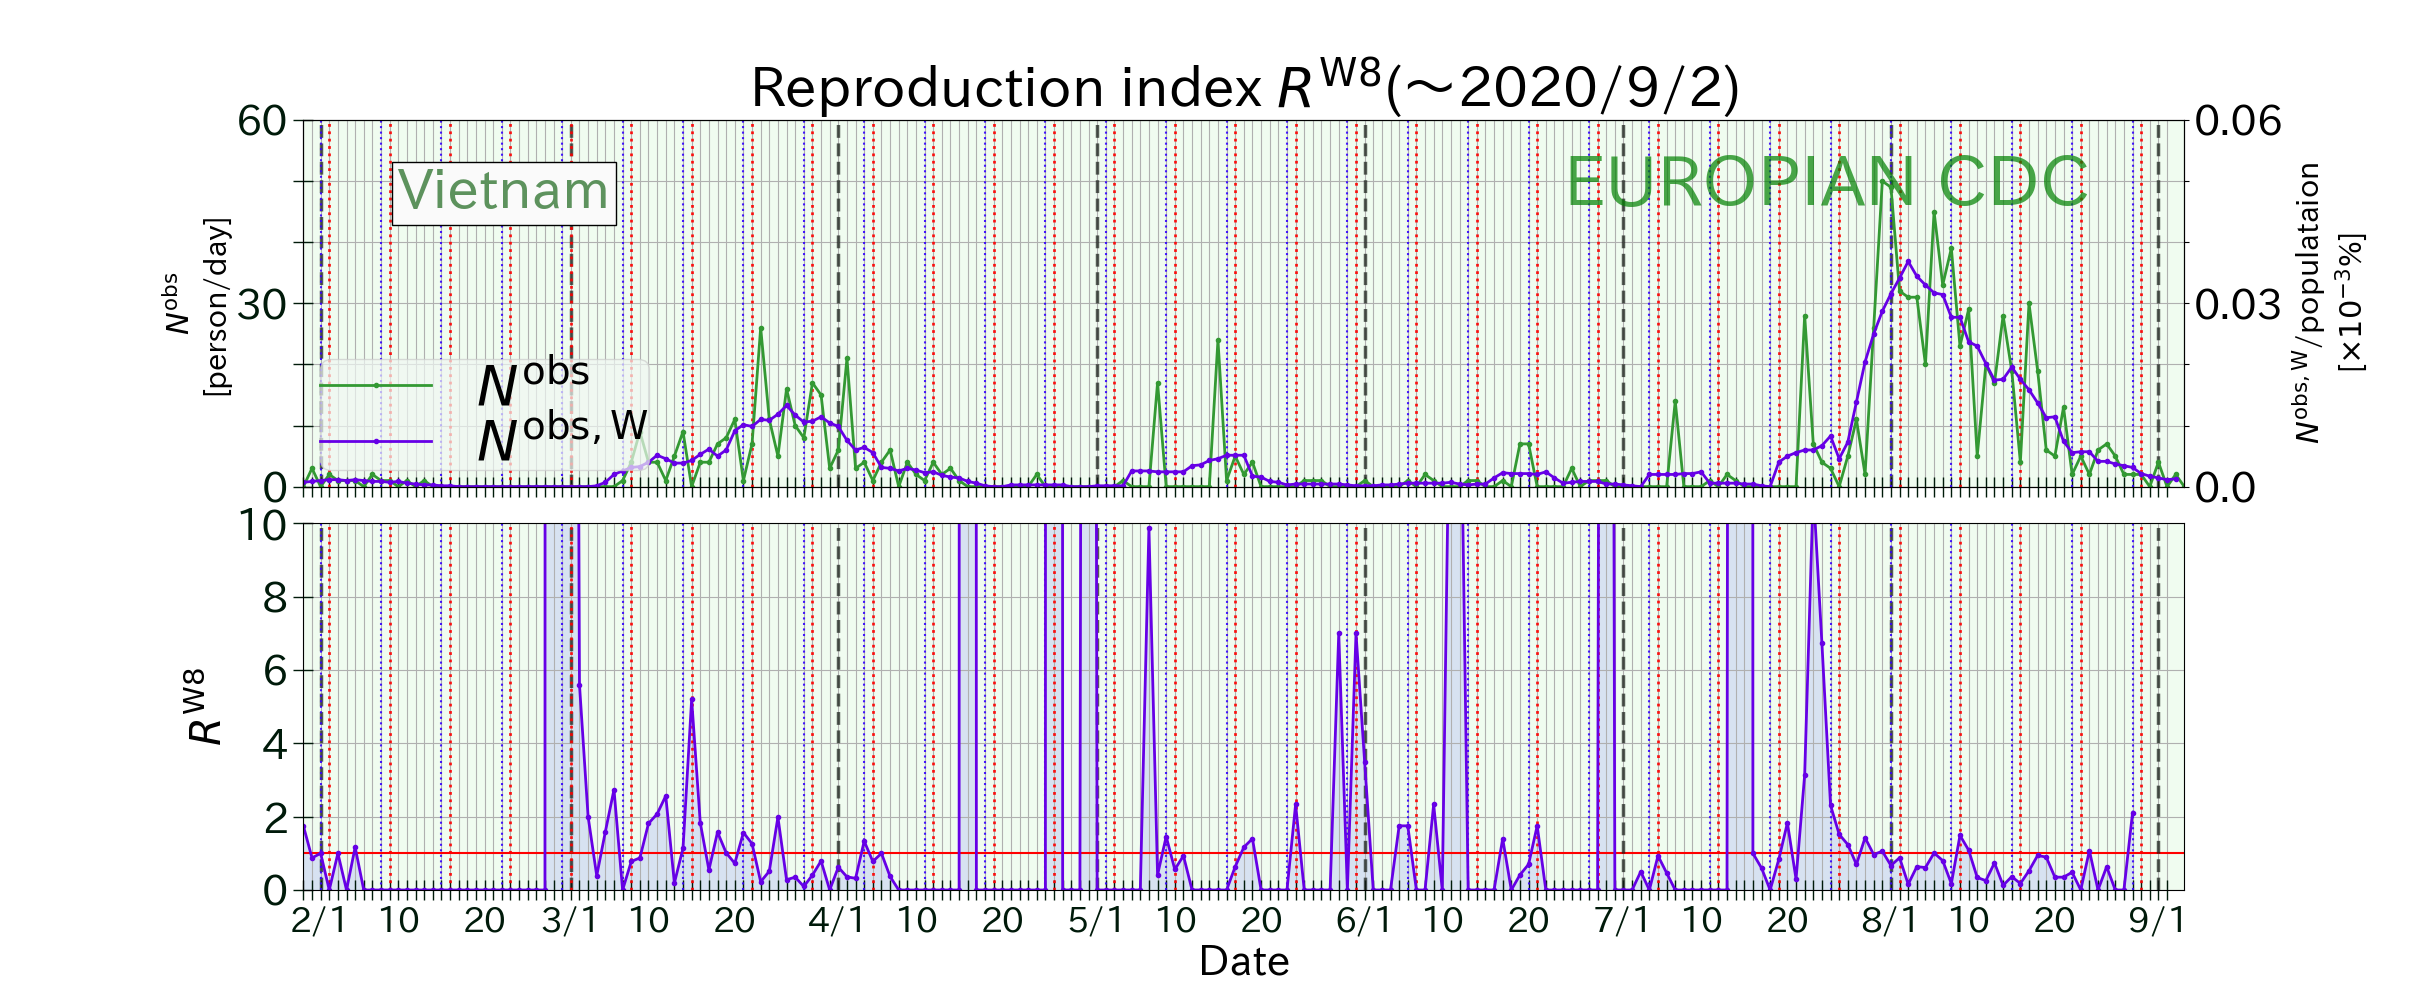 Reproduction index R^W8(～2020/9/2)
60
30
0
N^obs
[person/day]
Vietnam
EUROPIAN CDC
N^obs
N^obs, W
0.06
0.03
0.0
N^obs, W/populataion
[×10^−3%]
10
8
6
4
2
0
R^W8
2/1 10 20 3/1 10 20 4/1 10 20 5/1 10 20 6/1 10 20 7/1 10 20 8/1 10 20 9/1
Date